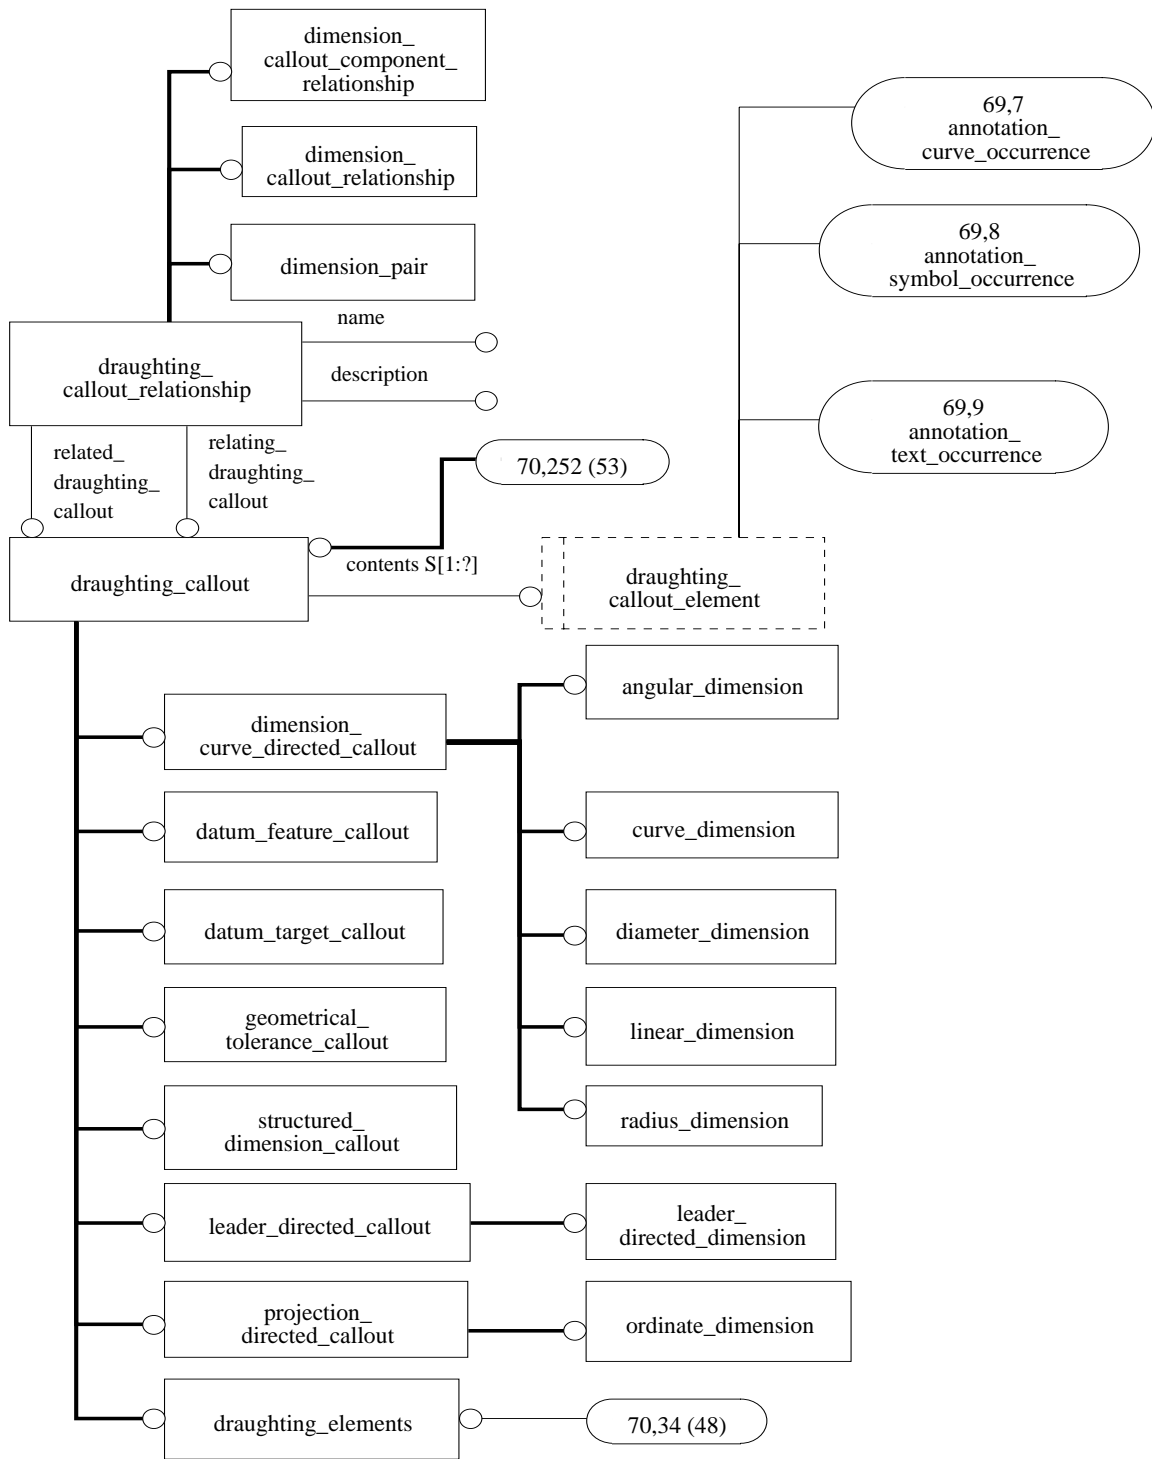 dimension_
callout_component_
relationship
69,7
annotation_
curve_occurrence
dimension_
callout_relationship
69,8
annotation_
symbol_occurrence
dimension_pair
name
draughting_
callout_relationship
description
69,9
annotation_
text_occurrence
related_
draughting_
callout
relating_
draughting_
callout
70,252 (53)
contents S[1:?]
draughting_callout
draughting_
callout_element
angular_dimension
dimension_
curve_directed_callout
datum_feature_callout
curve_dimension
datum_target_callout
diameter_dimension
geometrical_
tolerance_callout
linear_dimension
structured_
dimension_callout
radius_dimension
leader_directed_callout
leader_
directed_dimension
projection_
directed_callout
ordinate_dimension
draughting_elements
70,34 (48)